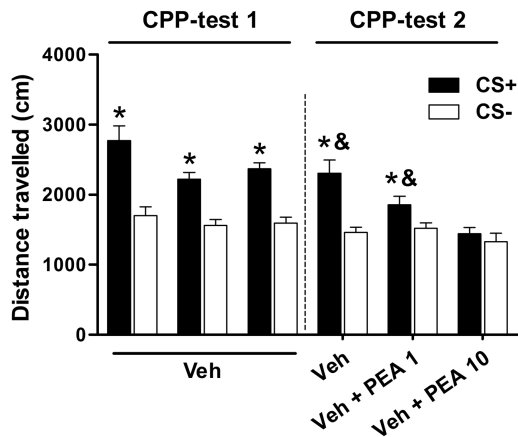 CPP-test 1
CPP-test 2
Distance travelled (cm)
4000
3000
2000
1000
0
CS+
CS-
*
*
*
*&
*&
Veh
Veh
Veh + PEA 1
Veh + PEA 10